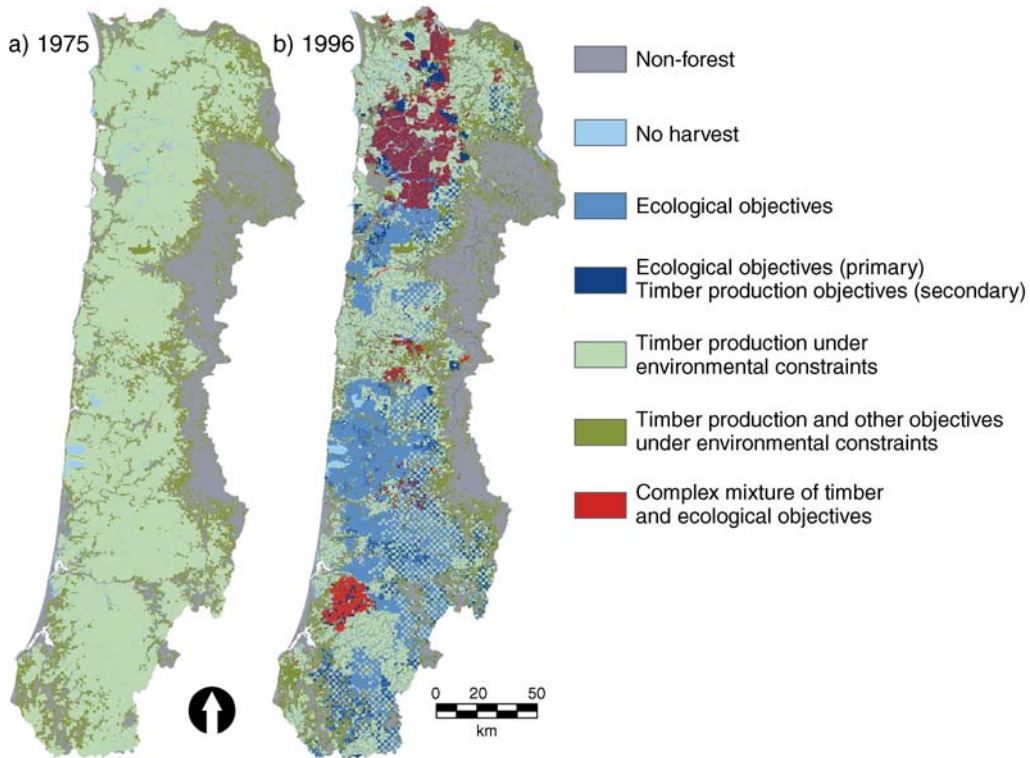 a) 1975
b) 1996
Non-forest
No harvest
Ecological objectives
Ecological objectives (primary)
Timber production objectives (secondary)
Timber production under
environmental constraints
Timber production and other objectives
under environmental constraints
Complex mixture of timber
and ecological objectives
0 20 40 50
km